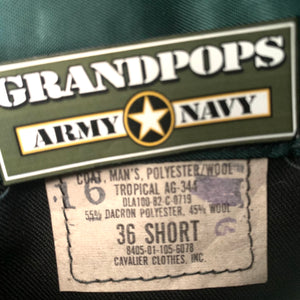 GRANDPOPS
ARMY NAVY
COAT, MAN'S, POLYESTER/WOOL
TROPICAL AG-344
DLA100-82-C-0719
55% DACRON POLYESTER, 45% WOOL
36 SHORT
8405-01-105-6078
CAVALIER CLOTHES, INC.
16